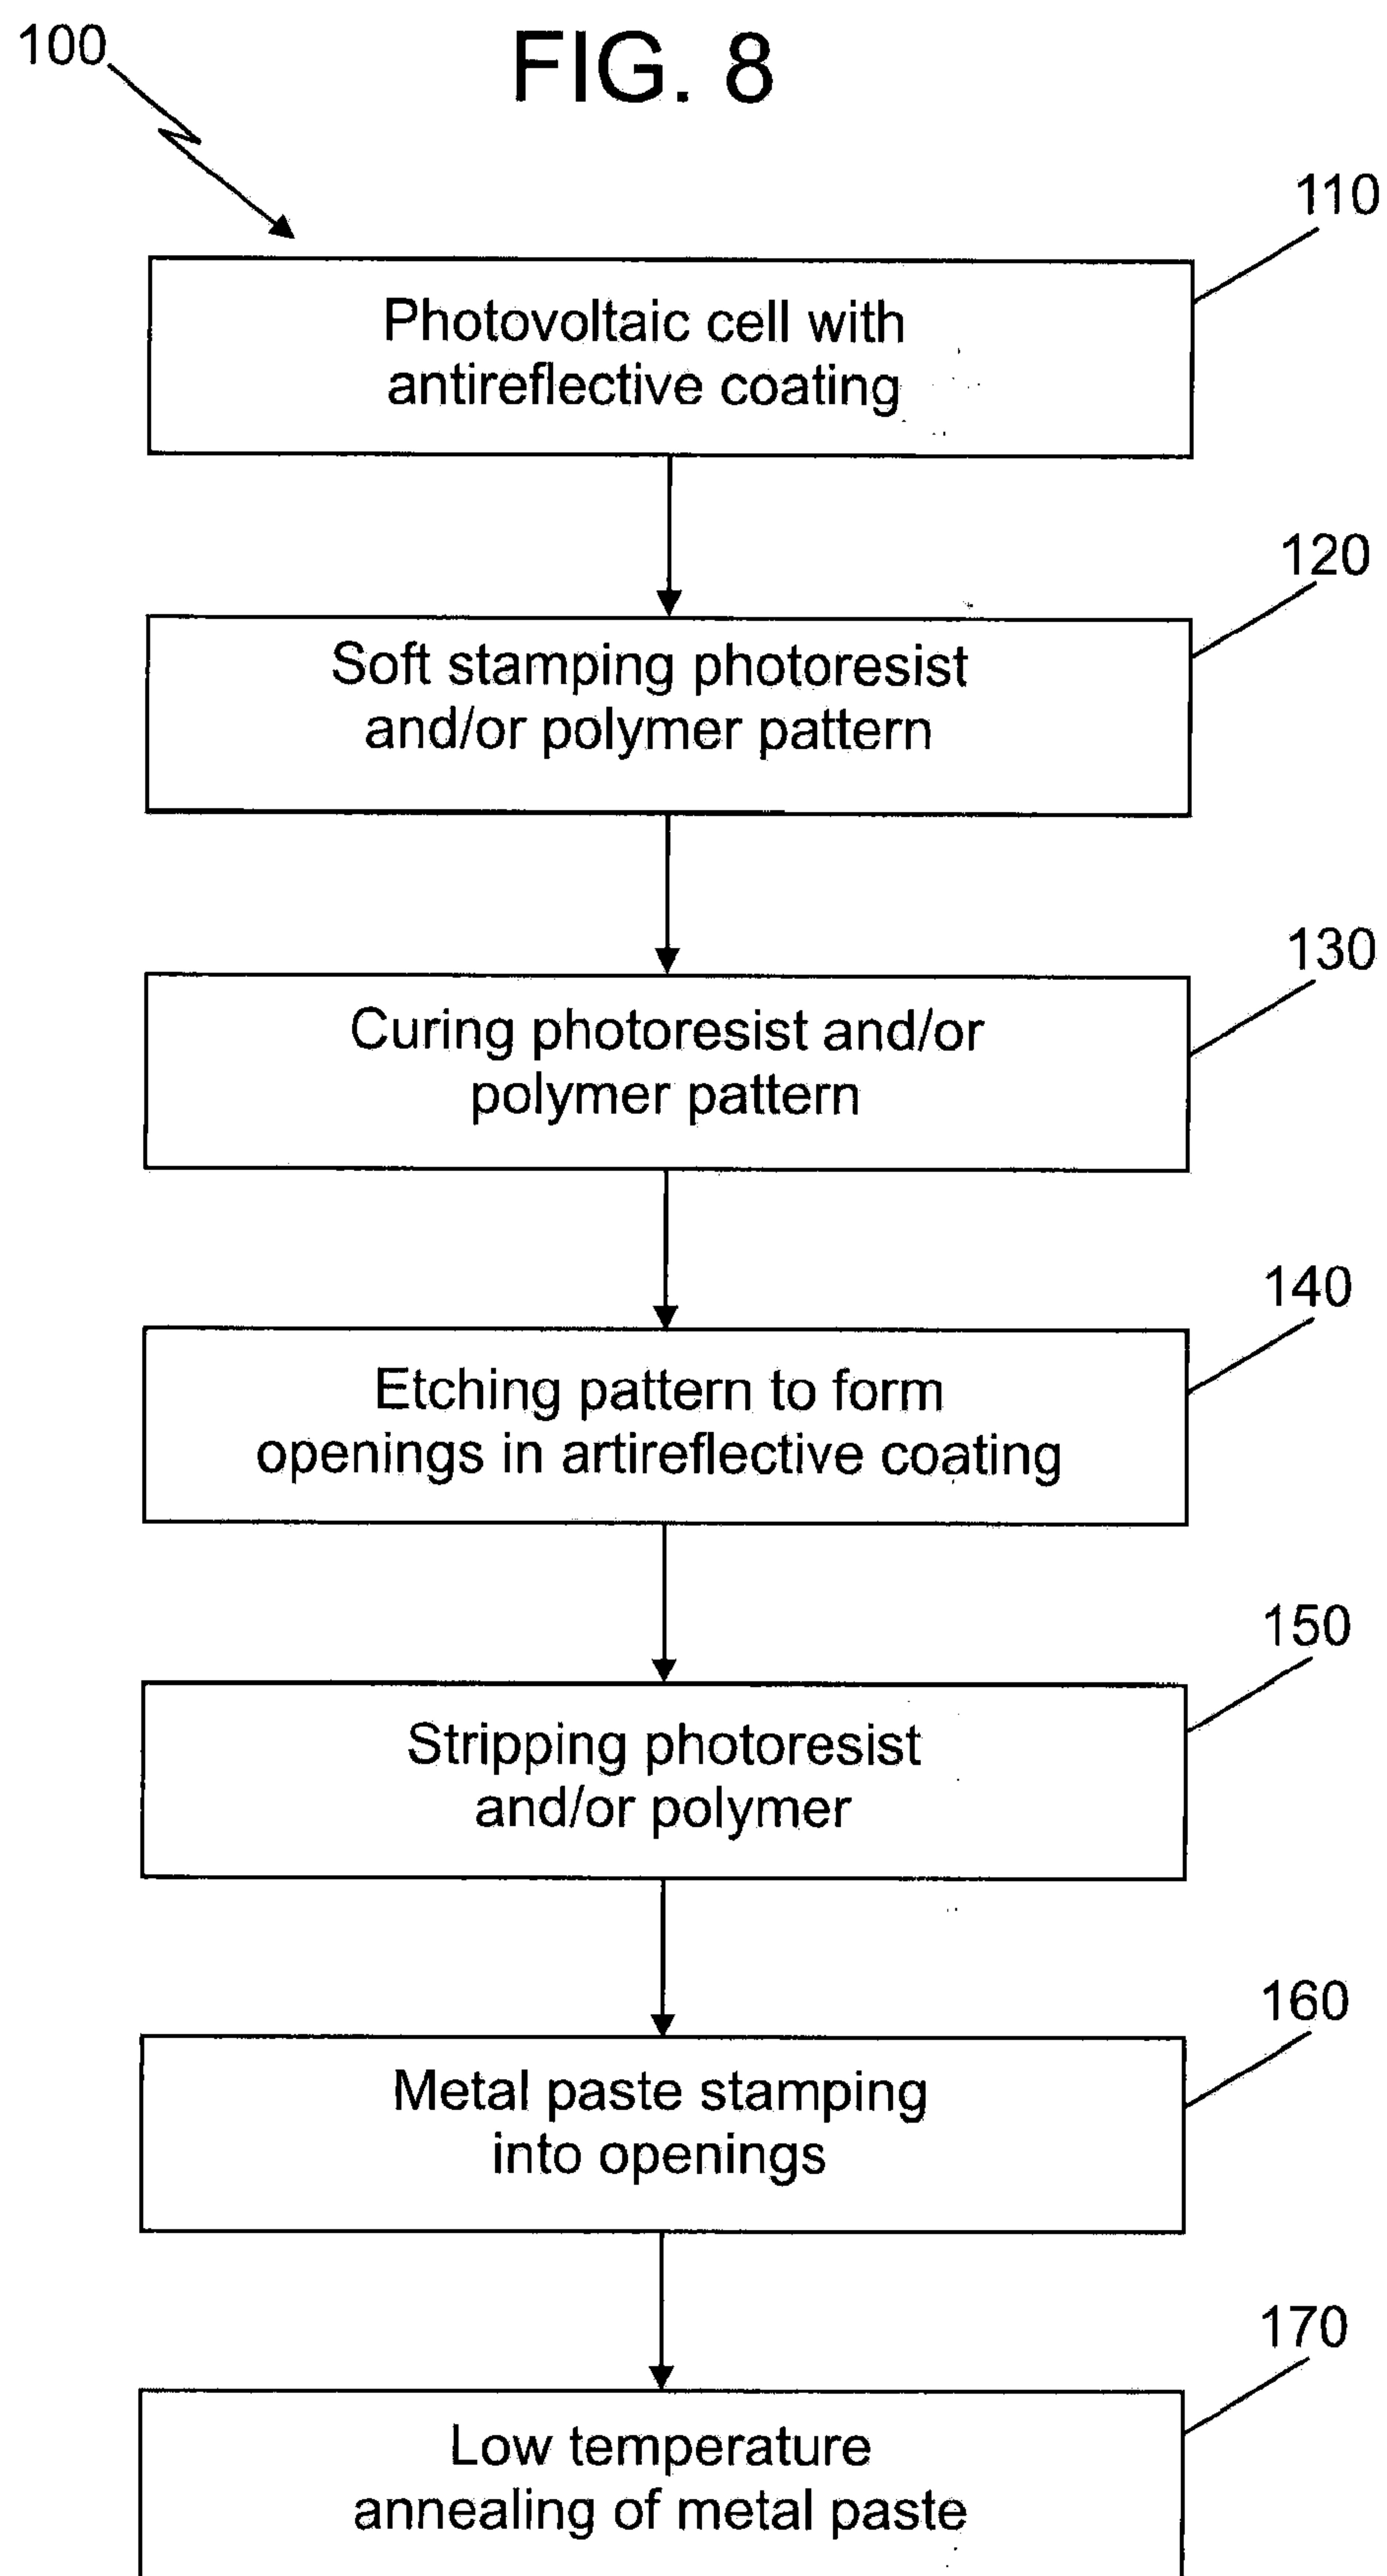 100
FIG. 8
110
Photovoltaic cell with
antireflective coating
120
Soft stamping photoresist
and/or polymer pattern
130
Curing photoresist and/or
polymer pattern
140
Etching pattern to form
openings in artireflective coating
150
Stripping photoresist
and/or polymer
160
Metal paste stamping
into openings
170
Low temperature
annealing of metal paste